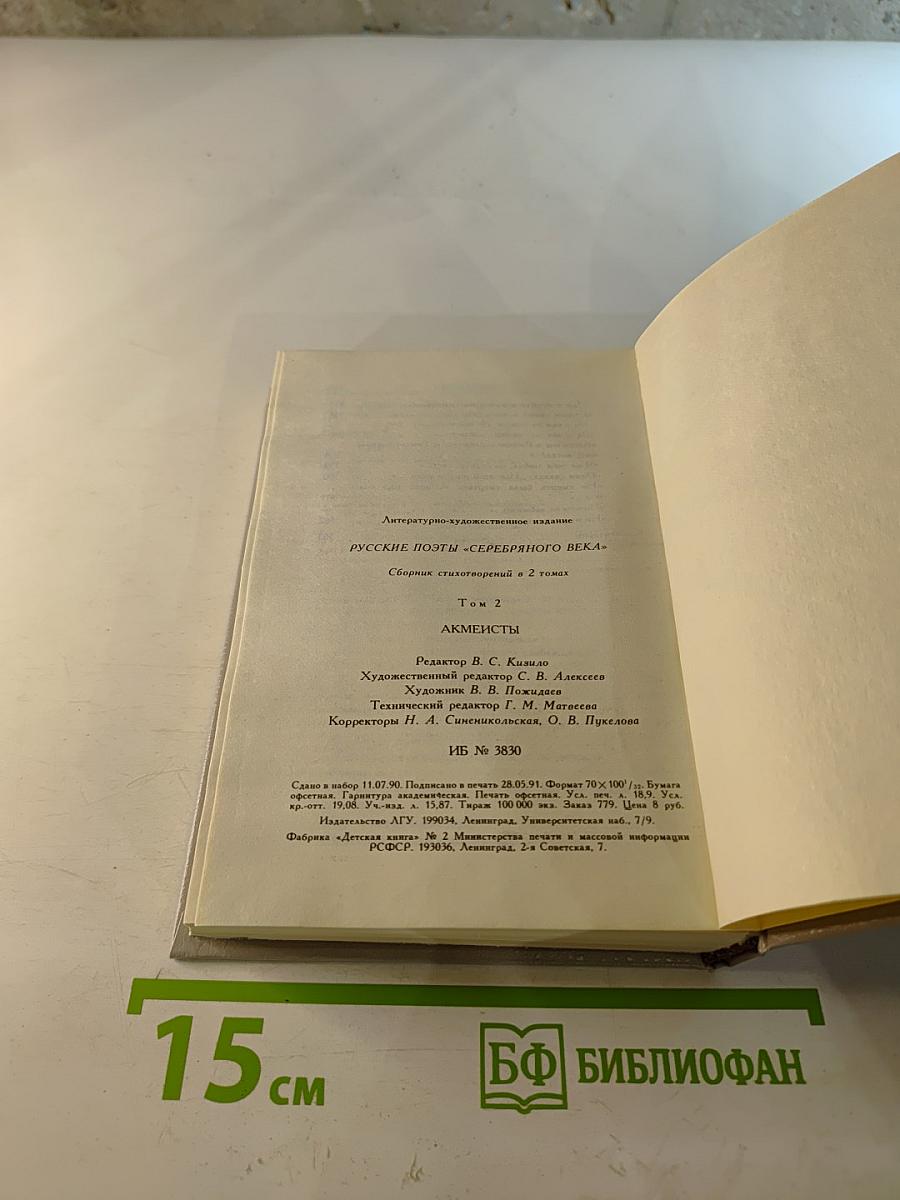 Литературно-художественное издание
РУССКИЕ ПОЭТЫ «СЕРЕБРЯНОГО ВЕКА»
Сборник стихотворений в 2 томах
Том 2
АКМЕИСТЫ
Редактор В. С. Кизило
Художественный редактор С. В. Алексеев
Художник В. В. Пожидаев
Технический редактор Г. М. Матвеева
Корректоры Н. А. Синеникольская, О. В. Пукелова
ИБ № 3830
Сдано в набор 11.07.90. Подписано в печать 28.05.91. Формат 70×100¹/₃₂. Бумага
офсетная. Гарнитура академическая. Печать офсетная. Усл. печ. л. 18,9. Усл.
кр.-отт. 19,08. Уч.-изд. л. 15,87. Тираж 100 000 экз. Заказ 779. Цена 8 руб.
Издательство ЛГУ. 199034, Ленинград, Университетская наб., 7/9.
Фабрика «Детская книга» № 2 Министерства печати и массовой информации
РСФСР. 193036, Ленинград, 2-я Советская, 7.
15 см
БФ БИБЛИОФАН